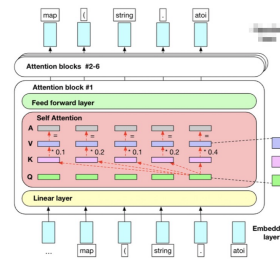 map ( string . atoi
Attention blocks #2-6
Attention block #1
Feed forward layer
Self Attention
A
= = = = =
V
* 0.1 * 0.2 * 0.1 * 0.2 * 0.4
K
Q
Linear layer
Embedd
layer
... map ( string . atoi